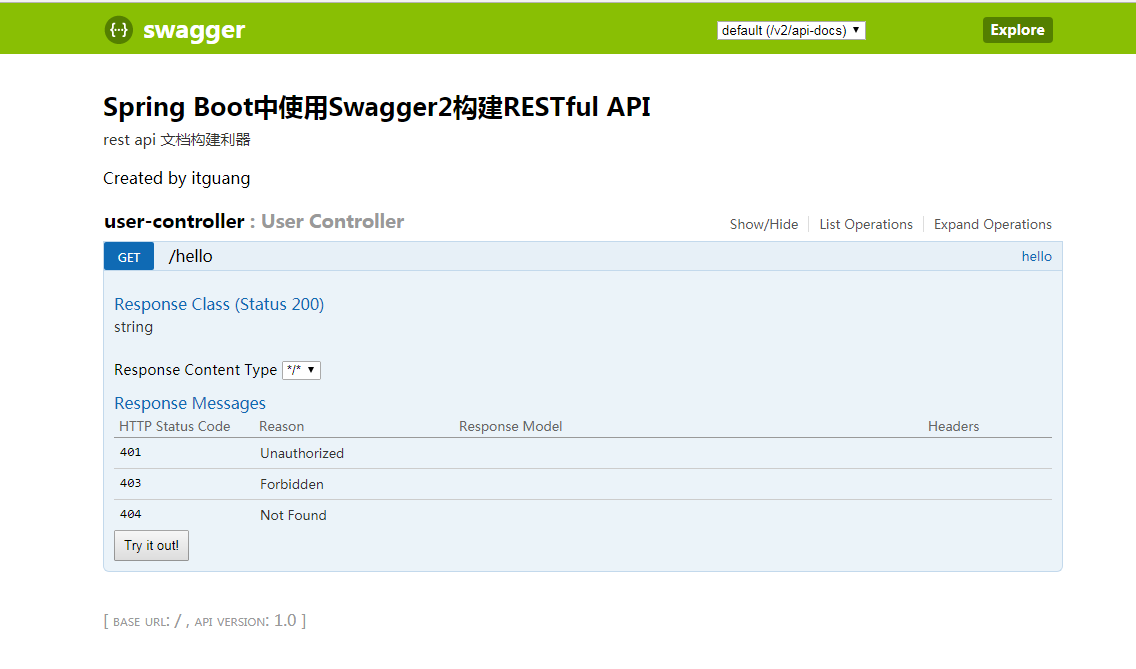 {··} swagger default (/v2/api-docs) Explore
Spring Boot中使用Swagger2构建RESTful API
rest api 文档构建利器
Created by itguang
user-controller : User Controller Show/Hide List Operations Expand Operations
GET /hello hello
Response Class (Status 200)
string
Response Content Type */*
Response Messages
HTTP Status Code Reason Response Model Headers
401 Unauthorized
403 Forbidden
404 Not Found
Try it out!
[ BASE URL: / , API VERSION: 1.0 ]